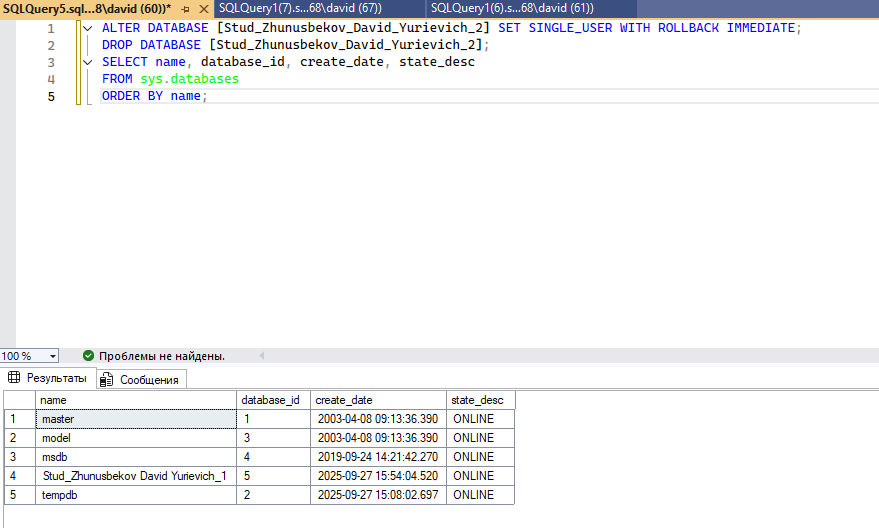 SQLQuery5.sql...8\david (60))* SQLQuery1(7).s...68\david (67)) SQLQuery1(6).s...68\david (61))
1 ALTER DATABASE [Stud_Zhunusbekov_David_Yurievich_2] SET SINGLE_USER WITH ROLLBACK IMMEDIATE;
2 DROP DATABASE [Stud_Zhunusbekov_David_Yurievich_2];
3 SELECT name, database_id, create_date, state_desc
4 FROM sys.databases
5 ORDER BY name;
100 % Проблемы не найдены.
Результаты Сообщения
name database_id create_date state_desc
1 master 1 2003-04-08 09:13:36.390 ONLINE
2 model 3 2003-04-08 09:13:36.390 ONLINE
3 msdb 4 2019-09-24 14:21:42.270 ONLINE
4 Stud_Zhunusbekov David Yurievich_1 5 2025-09-27 15:54:04.520 ONLINE
5 tempdb 2 2025-09-27 15:08:02.697 ONLINE